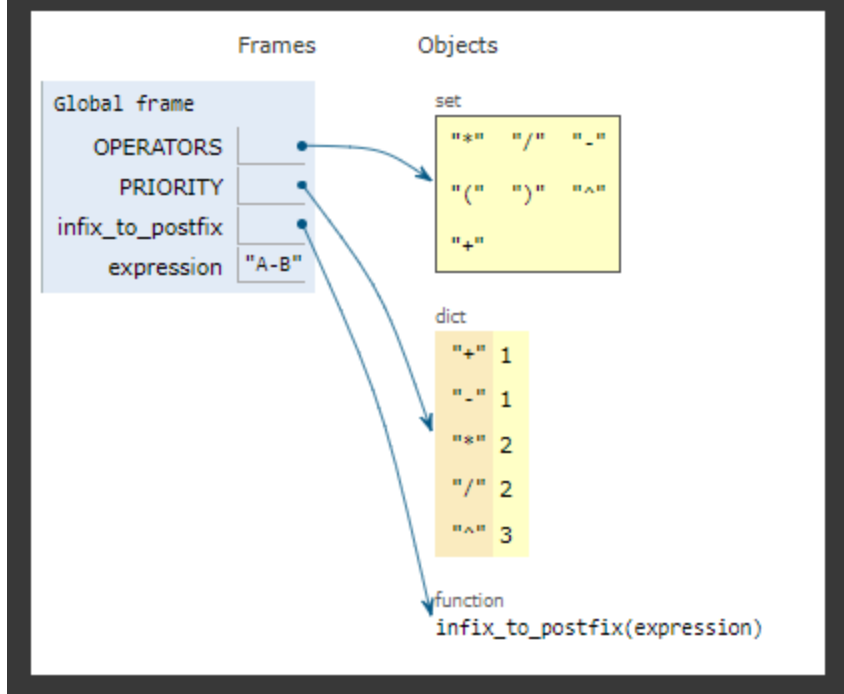 Frames Objects
Global frame
OPERATORS
PRIORITY
infix_to_postfix
expression "A-B"
set
"*" "/" "-"
"(" ")" "^"
"+"
dict
"+" 1
"-" 1
"*" 2
"/" 2
"^" 3
function
infix_to_postfix(expression)